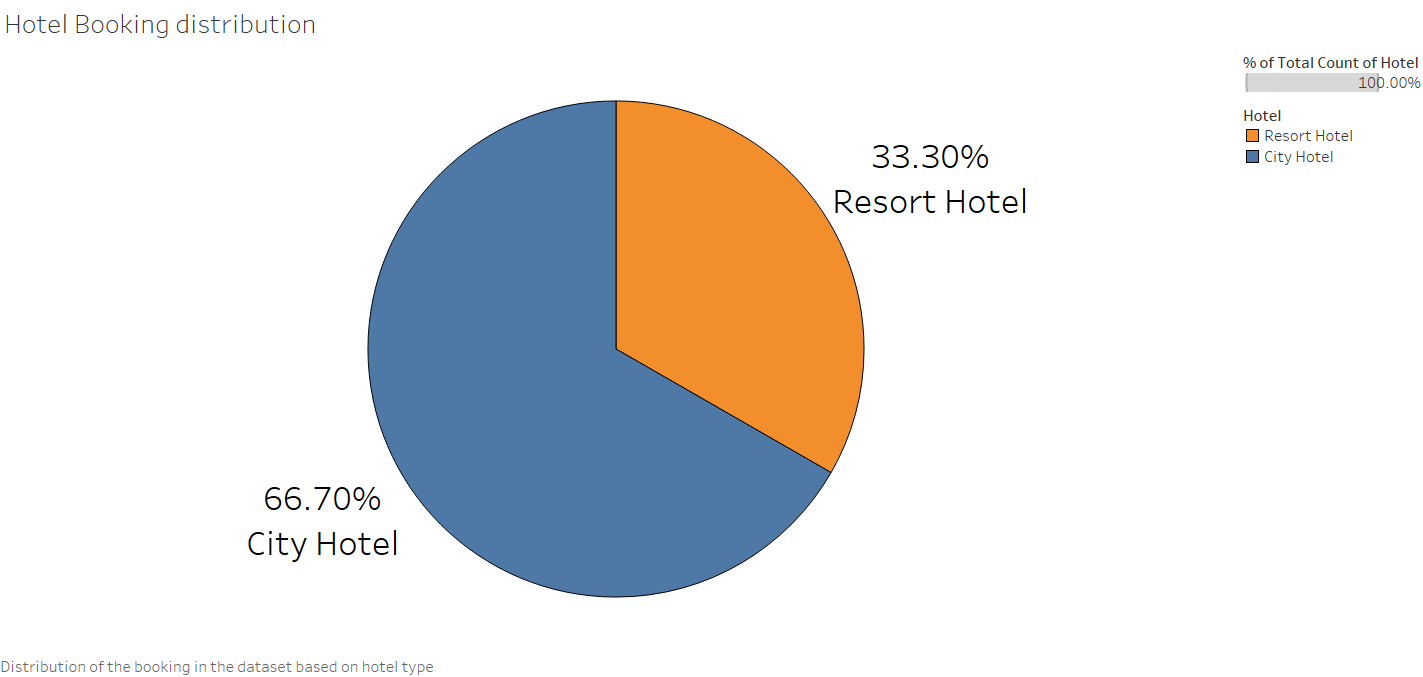 Hotel Booking distribution
% of Total Count of Hotel
100.00%
Hotel
Resort Hotel
City Hotel
33.30%
Resort Hotel
66.70%
City Hotel
Distribution of the booking in the dataset based on hotel type